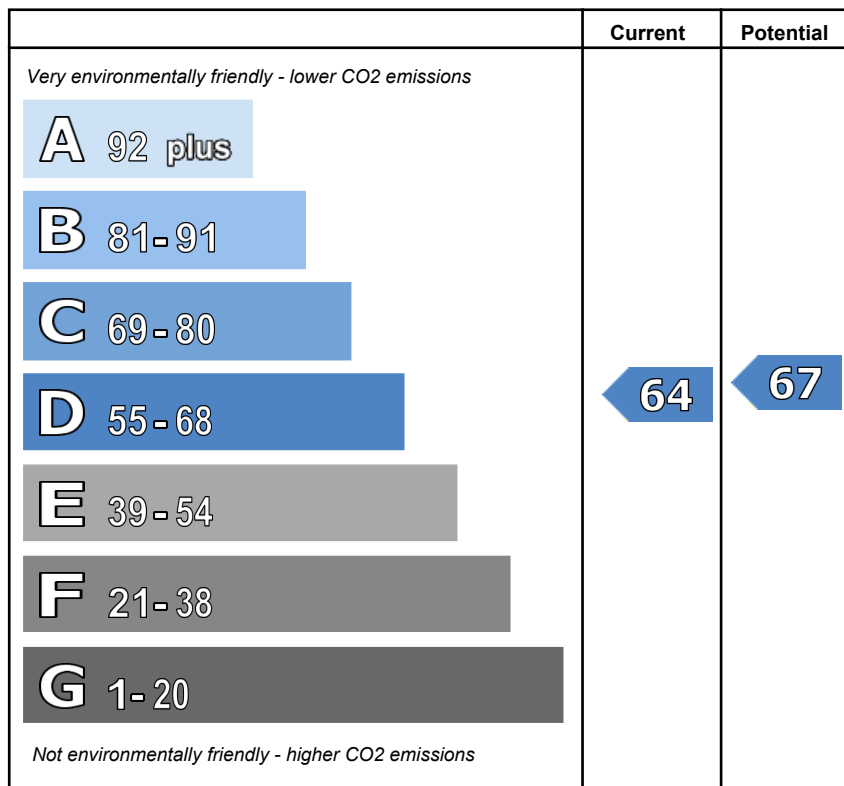 Current Potential
Very environmentally friendly - lower CO2 emissions
A 92 plus
B 81-91
C 69-80
D 55-68
64 67
E 39-54
F 21-38
G 1-20
Not environmentally friendly - higher CO2 emissions